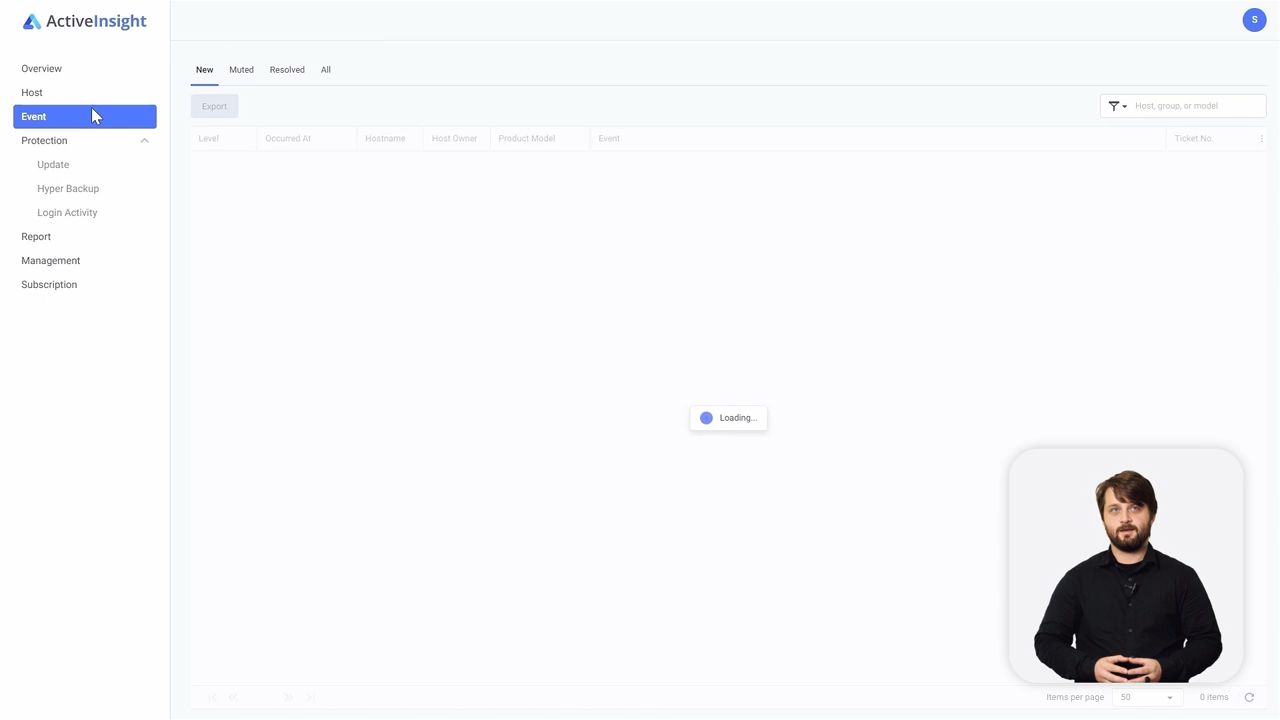 ActiveInsight
S
Overview
Host
Event
Protection
Update
Hyper Backup
Login Activity
Report
Management
Subscription
New Muted Resolved All
Export
Host, group, or model
Level Occurred At Hostname Host Owner Product Model Event Ticket No.
Loading...
Items per page 50 0 items